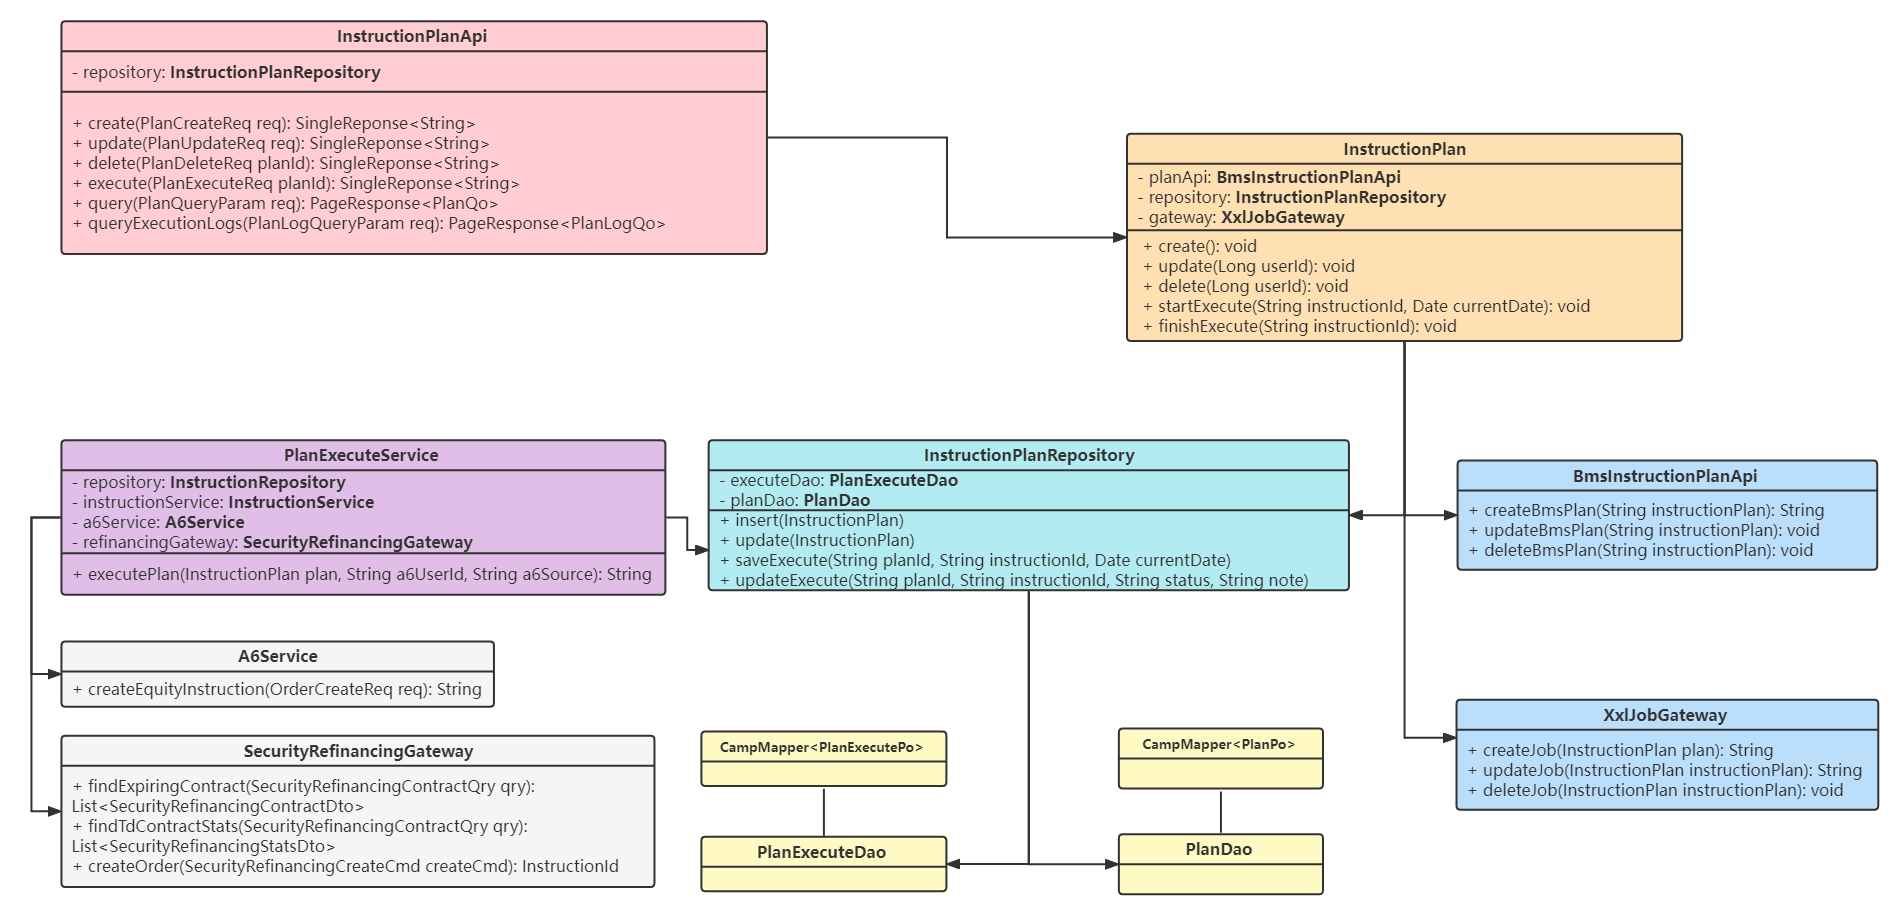 InstructionPlanApi
- repository: InstructionPlanRepository
+ create(PlanCreateReq req): SingleReponse<String>
+ update(PlanUpdateReq req): SingleReponse<String>
+ delete(PlanDeleteReq planId): SingleReponse<String>
+ execute(PlanExecuteReq planId): SingleReponse<String>
+ query(PlanQueryParam req): PageResponse<PlanQo>
+ queryExecutionLogs(PlanLogQueryParam req): PageResponse<PlanLogQo>
InstructionPlan
- planApi: BmsInstructionPlanApi
- repository: InstructionPlanRepository
- gateway: XxlJobGateway
+ create(): void
+ update(Long userId): void
+ delete(Long userId): void
+ startExecute(String instructionId, Date currentDate): void
+ finishExecute(String instructionId): void
PlanExecuteService
- repository: InstructionRepository
- instructionService: InstructionService
- a6Service: A6Service
- refinancingGateway: SecurityRefinancingGateway
+ executePlan(InstructionPlan plan, String a6UserId, String a6Source): String
InstructionPlanRepository
- executeDao: PlanExecuteDao
- planDao: PlanDao
+ insert(InstructionPlan)
+ update(InstructionPlan)
+ saveExecute(String planId, String instructionId, Date currentDate)
+ updateExecute(String planId, String instructionId, String status, String note)
BmsInstructionPlanApi
+ createBmsPlan(String instructionPlan): String
+ updateBmsPlan(String instructionPlan): void
+ deleteBmsPlan(String instructionPlan): void
A6Service
+ createEquityInstruction(OrderCreateReq req): String
SecurityRefinancingGateway
+ findExpiringContract(SecurityRefinancingContractQry qry):
List<SecurityRefinancingContractDto>
+ findTdContractStats(SecurityRefinancingContractQry qry):
List<SecurityRefinancingStatsDto>
+ createOrder(SecurityRefinancingCreateCmd createCmd): InstructionId
CampMapper<PlanExecutePo>
PlanExecuteDao
CampMapper<PlanPo>
PlanDao
XxlJobGateway
+ createJob(InstructionPlan plan): String
+ updateJob(InstructionPlan instructionPlan): String
+ deleteJob(InstructionPlan instructionPlan): void